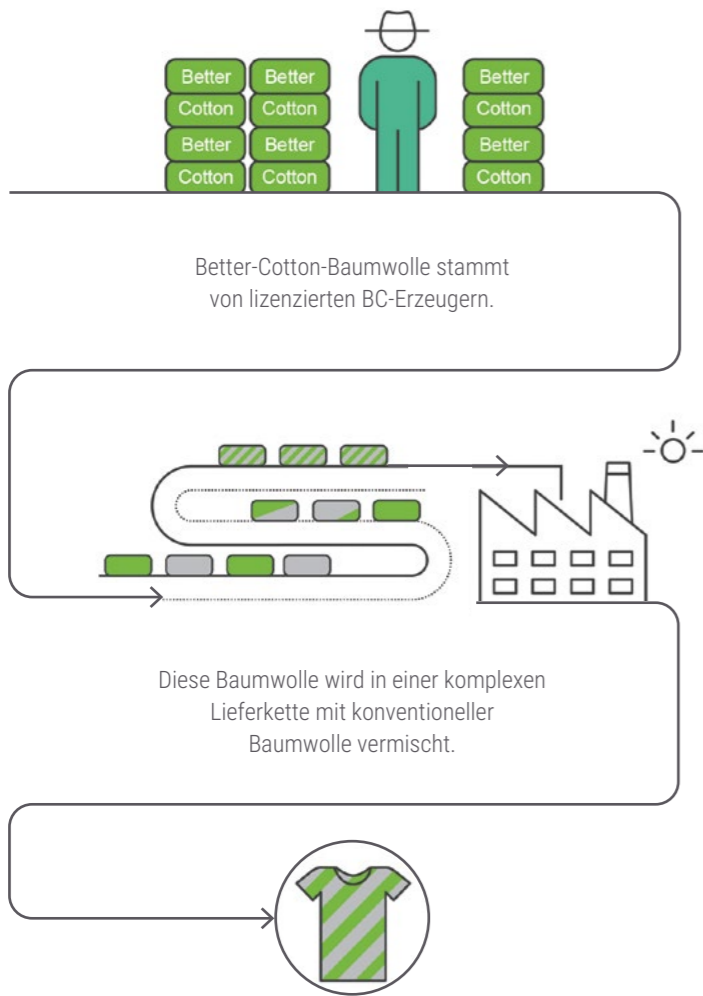 Better Better Better
Cotton Cotton Cotton
Better Better Better
Cotton Cotton Cotton
Better-Cotton-Baumwolle stammt
von lizenzierten BC-Erzeugern.
Diese Baumwolle wird in einer komplexen
Lieferkette mit konventioneller
Baumwolle vermischt.